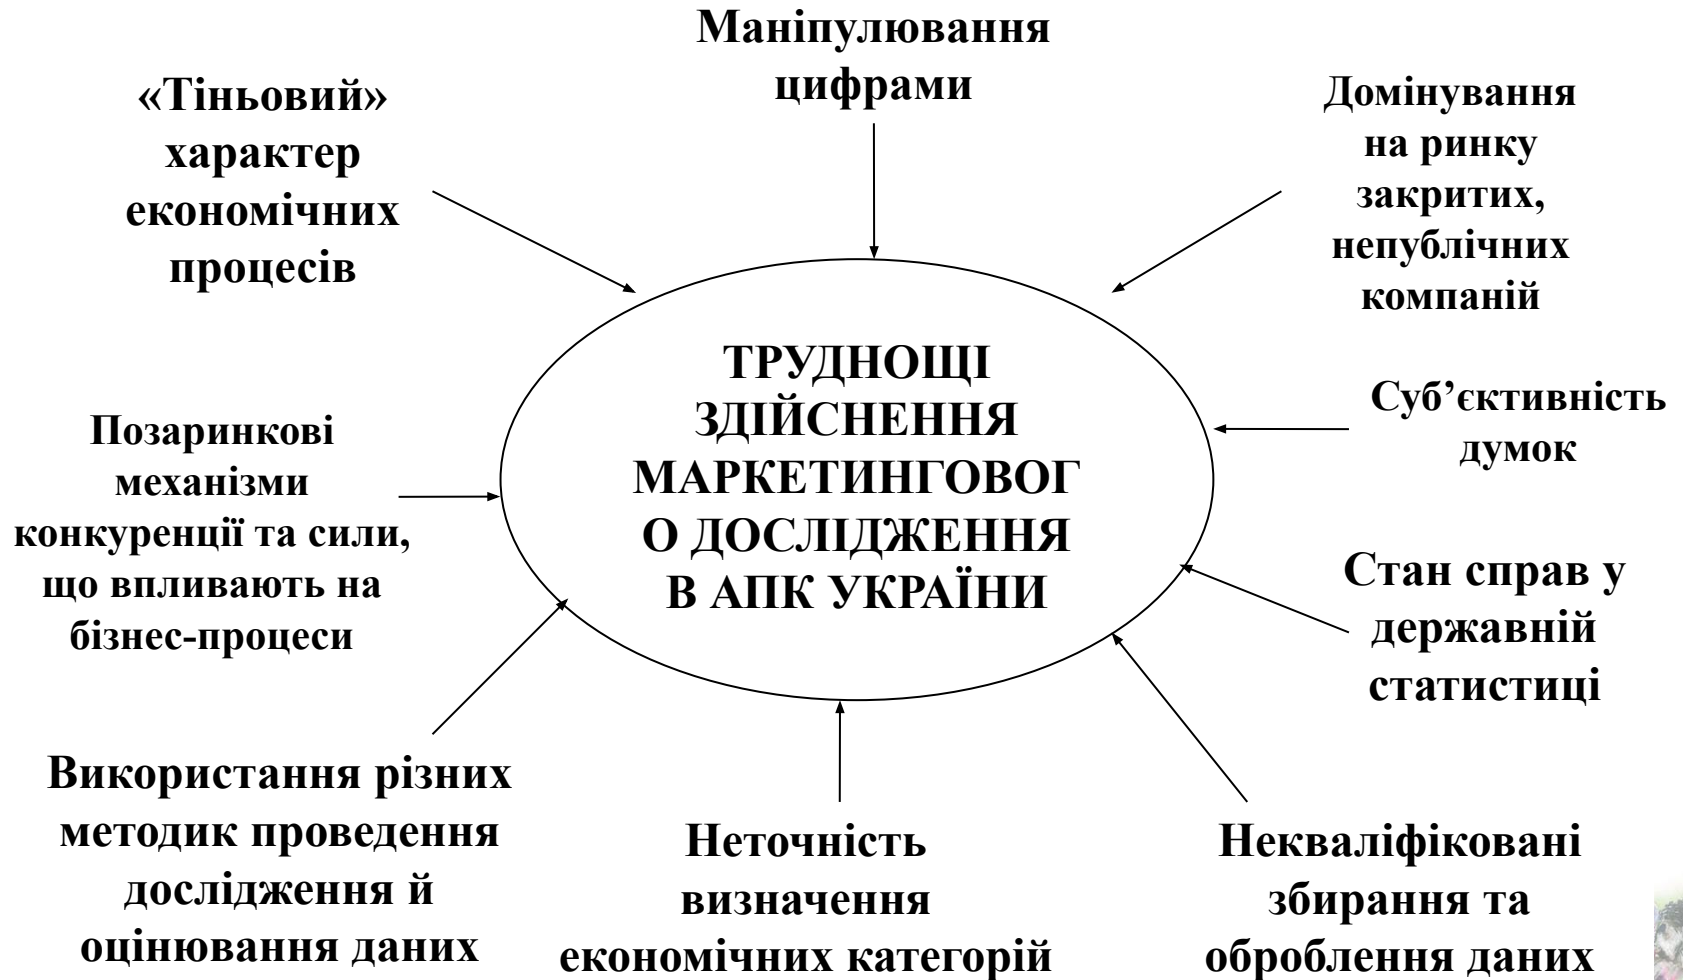 Маніпулювання
цифрами
«Тіньовий»
характер
економічних
процесів
Домінування
на ринку
закритих,
непублічних
компаній
ТРУДНОЩІ
ЗДІЙСНЕННЯ
МАРКЕТИНГОВОГ
О ДОСЛІДЖЕННЯ
В АПК УКРАЇНИ
Суб’єктивність
думок
Позаринкові
механізми
конкуренції та сили,
що впливають на
бізнес-процеси
Стан справ у
державній
статистиці
Використання різних
методик проведення
дослідження й
оцінювання даних
Неточність
визначення
економічних категорій
Некваліфіковані
збирання та
оброблення даних